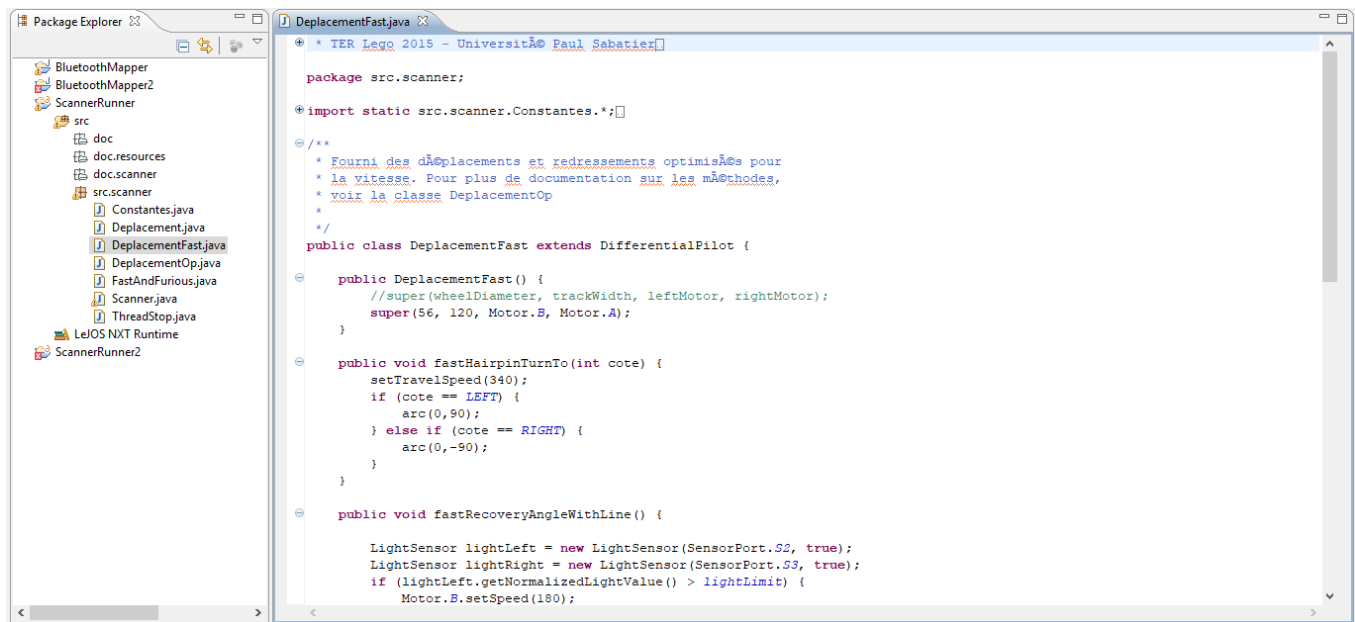 Package Explorer
BluetoothMapper
BluetoothMapper2
ScannerRunner
src
doc
doc.resources
doc.scanner
src.scanner
Constantes.java
Deplacement.java
DeplacementFast.java
DeplacementOp.java
FastAndFurious.java
Scanner.java
ThreadStop.java
LeJOS NXT Runtime
ScannerRunner2
DeplacementFast.java
* TER Lego 2015 - UniversitÃ© Paul Sabatier
package src.scanner;
import static src.scanner.Constantes.*;
/**
* Fourni des dÃ©placements et redressements optimisÃ©s pour
* la vitesse. Pour plus de documentation sur les mÃ©thodes,
* voir la classe DeplacementOp
*
*/
public class DeplacementFast extends DifferentialPilot {
public DeplacementFast() {
//super(wheelDiameter, trackWidth, leftMotor, rightMotor);
super(56, 120, Motor.B, Motor.A);
}
public void fastHairpinTurnTo(int cote) {
setTravelSpeed(340);
if (cote == LEFT) {
arc(0,90);
} else if (cote == RIGHT) {
arc(0,-90);
}
}
public void fastRecoveryAngleWithLine() {
LightSensor lightLeft = new LightSensor(SensorPort.S2, true);
LightSensor lightRight = new LightSensor(SensorPort.S3, true);
if (lightLeft.getNormalizedLightValue() > lightLimit) {
Motor.B.setSpeed(180);